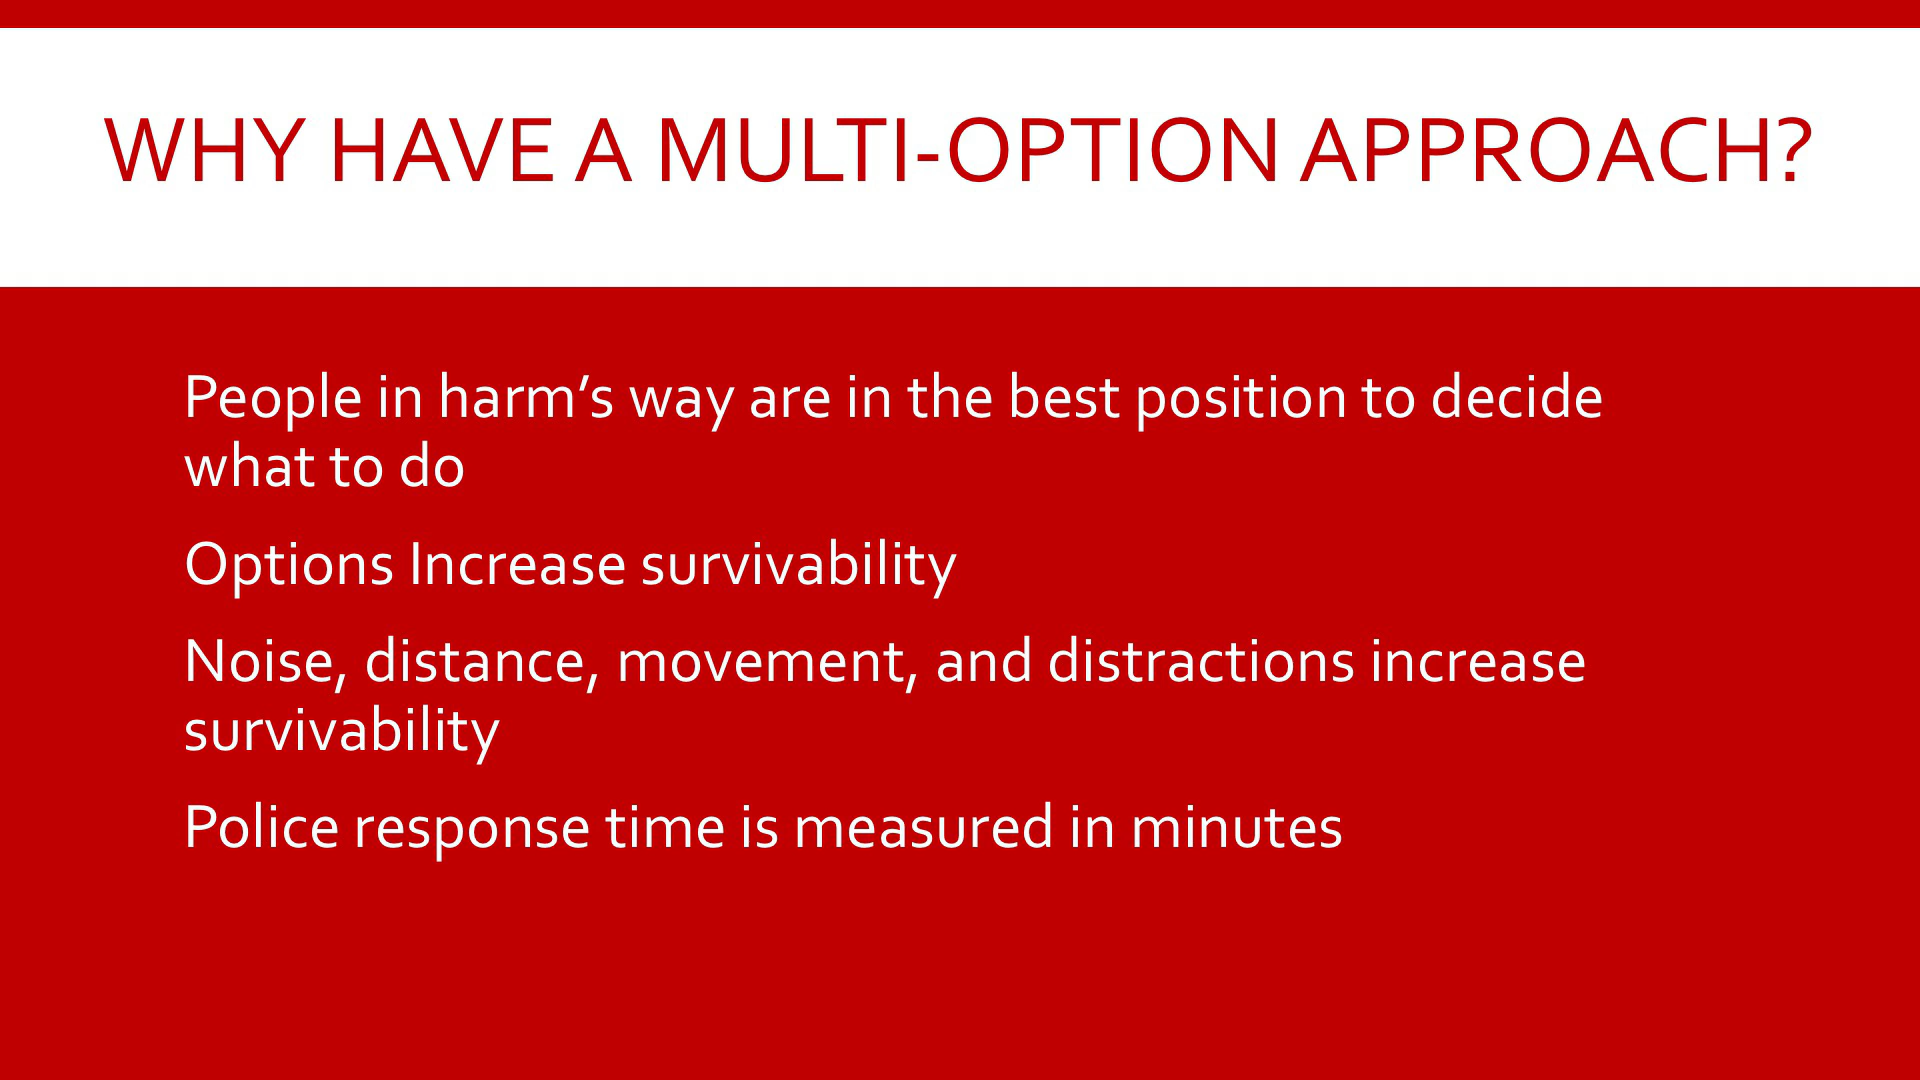 WHY HAVE A MULTI-OPTION APPROACH?
People in harm’s way are in the best position to decide
what to do
Options Increase survivability
Noise, distance, movement, and distractions increase
survivability
Police response time is measured in minutes